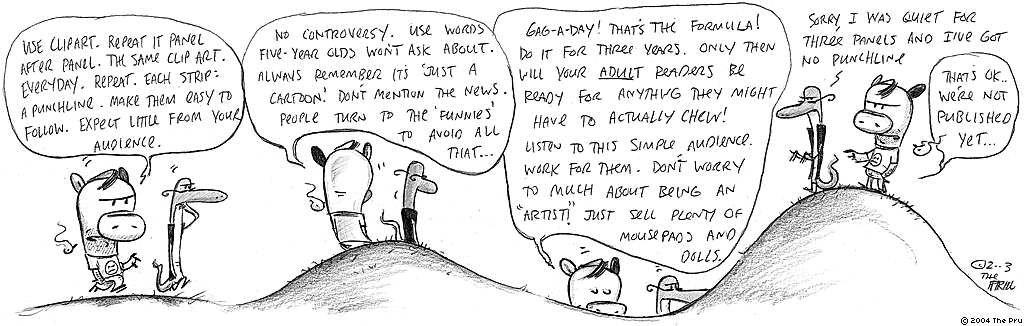 USE CLIPART. REPEAT IT PANEL
AFTER PANEL. TH SAME CLIP ART.
EVERYDAY. REPEAT. EACH STRIP=
A PUNCHLINE. MAKE THEM EASY TO
FOLLOW. EXPECT LITTLE FROM YOUR
AUDIENCE.
NO CONTROVERSY. USE WORDS
FIVE-YEAR OLDS WON'T ASK ABOUT.
ALWAYS REMEMBER ITS 'JUST A
CARTOON!' DON'T MENTION THE NEWS.
PEOPLE TURN TO THE 'FUNNIES'
TO AVOID ALL
THAT...
GAG-A-DAY! THAT'S THE FORMULA!
DO IT FOR THREE YEARS. ONLY THEN
WILL YOUR ADULT READERS BE
READY FOR ANYTHING THEY MIGHT
HAVE TO ACTUALLY CHEW!
LISTEN TO THIS SIMPLE AUDIENCE.
WORK FOR THEM. DON'T WORRY
TO MUCH ABOUT BEING AN
"ARTIST!" JUST SELL PLENTY OF
MOUSEPADS AND
DOLLS.
SORRY, I WAS QUIET FOR
THREE PANELS AND I'VE GOT
NO PUNCHLINE
THAT'S OK..
WE'RE NOT
PUBLISHED
YET...
2..3
THE
© 2004 The Pru